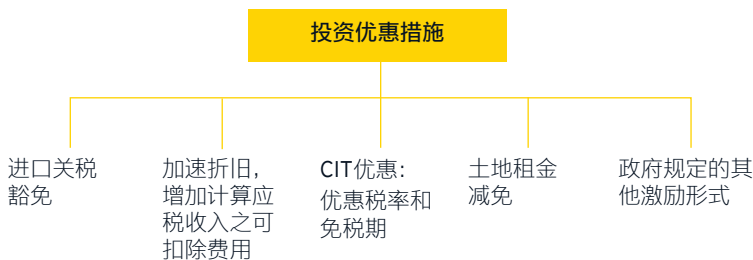 投资优惠措施
进口关税
豁免
加速折旧，
增加计算应
税收入之可
扣除费用
CIT优惠：
优惠税率和
免税期
土地租金
减免
政府规定的其
他激励形式